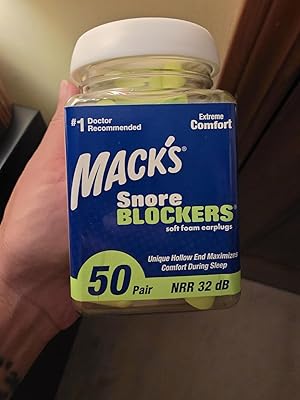 #1 Doctor
Recommended
Extreme
Comfort
MACK'S®
Snore
BLOCKERS®
soft foam earplugs
Unique Hollow End Maximizes
Comfort During Sleep
50 Pair
NRR 32 dB